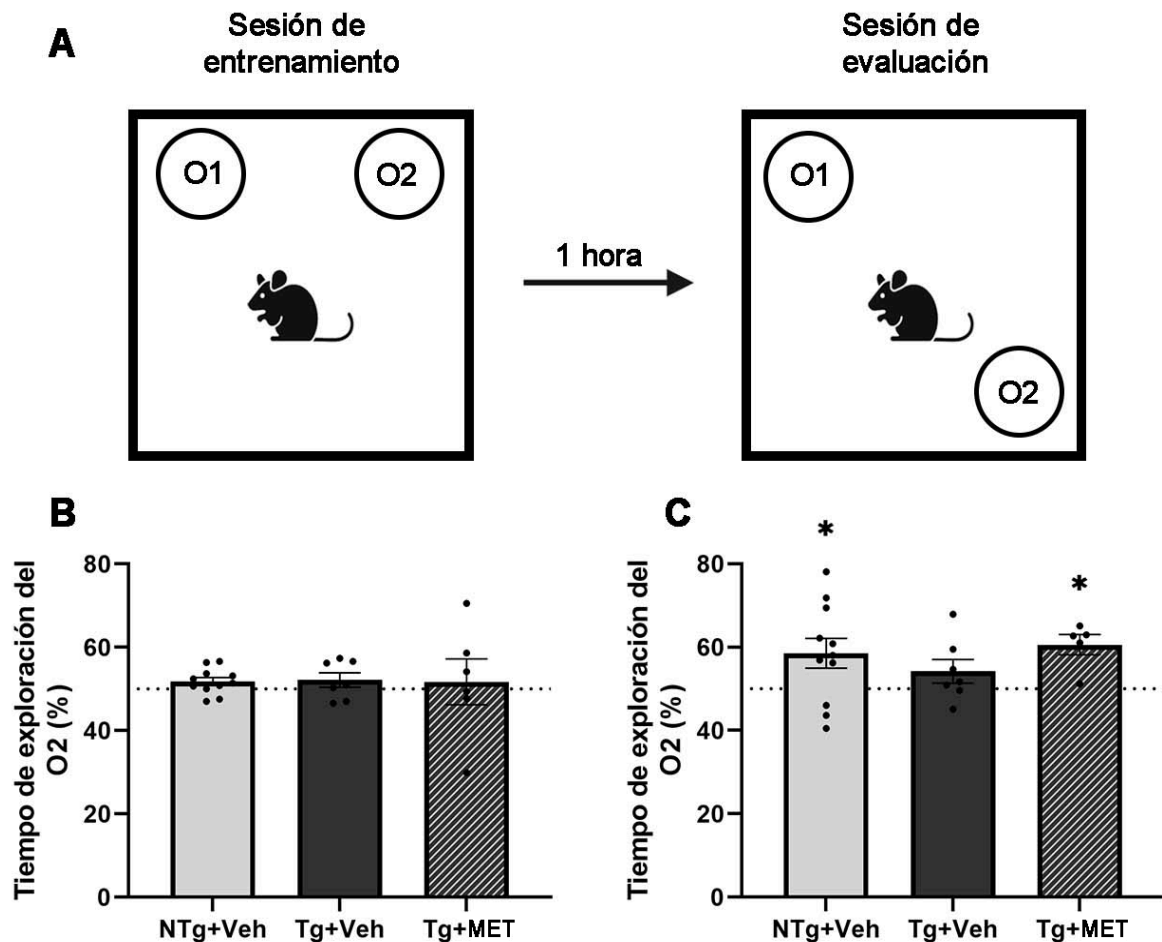 A
Sesión de
entrenamiento
Sesión de
evaluación
O1
O2
1 hora
O1
O2
B
Tiempo de exploración del
O2 (%)
80
60
40
20
0
NTg+Veh
Tg+Veh
Tg+MET
C
Tiempo de exploración del
O2 (%)
80
60
40
20
0
*
*
NTg+Veh
Tg+Veh
Tg+MET